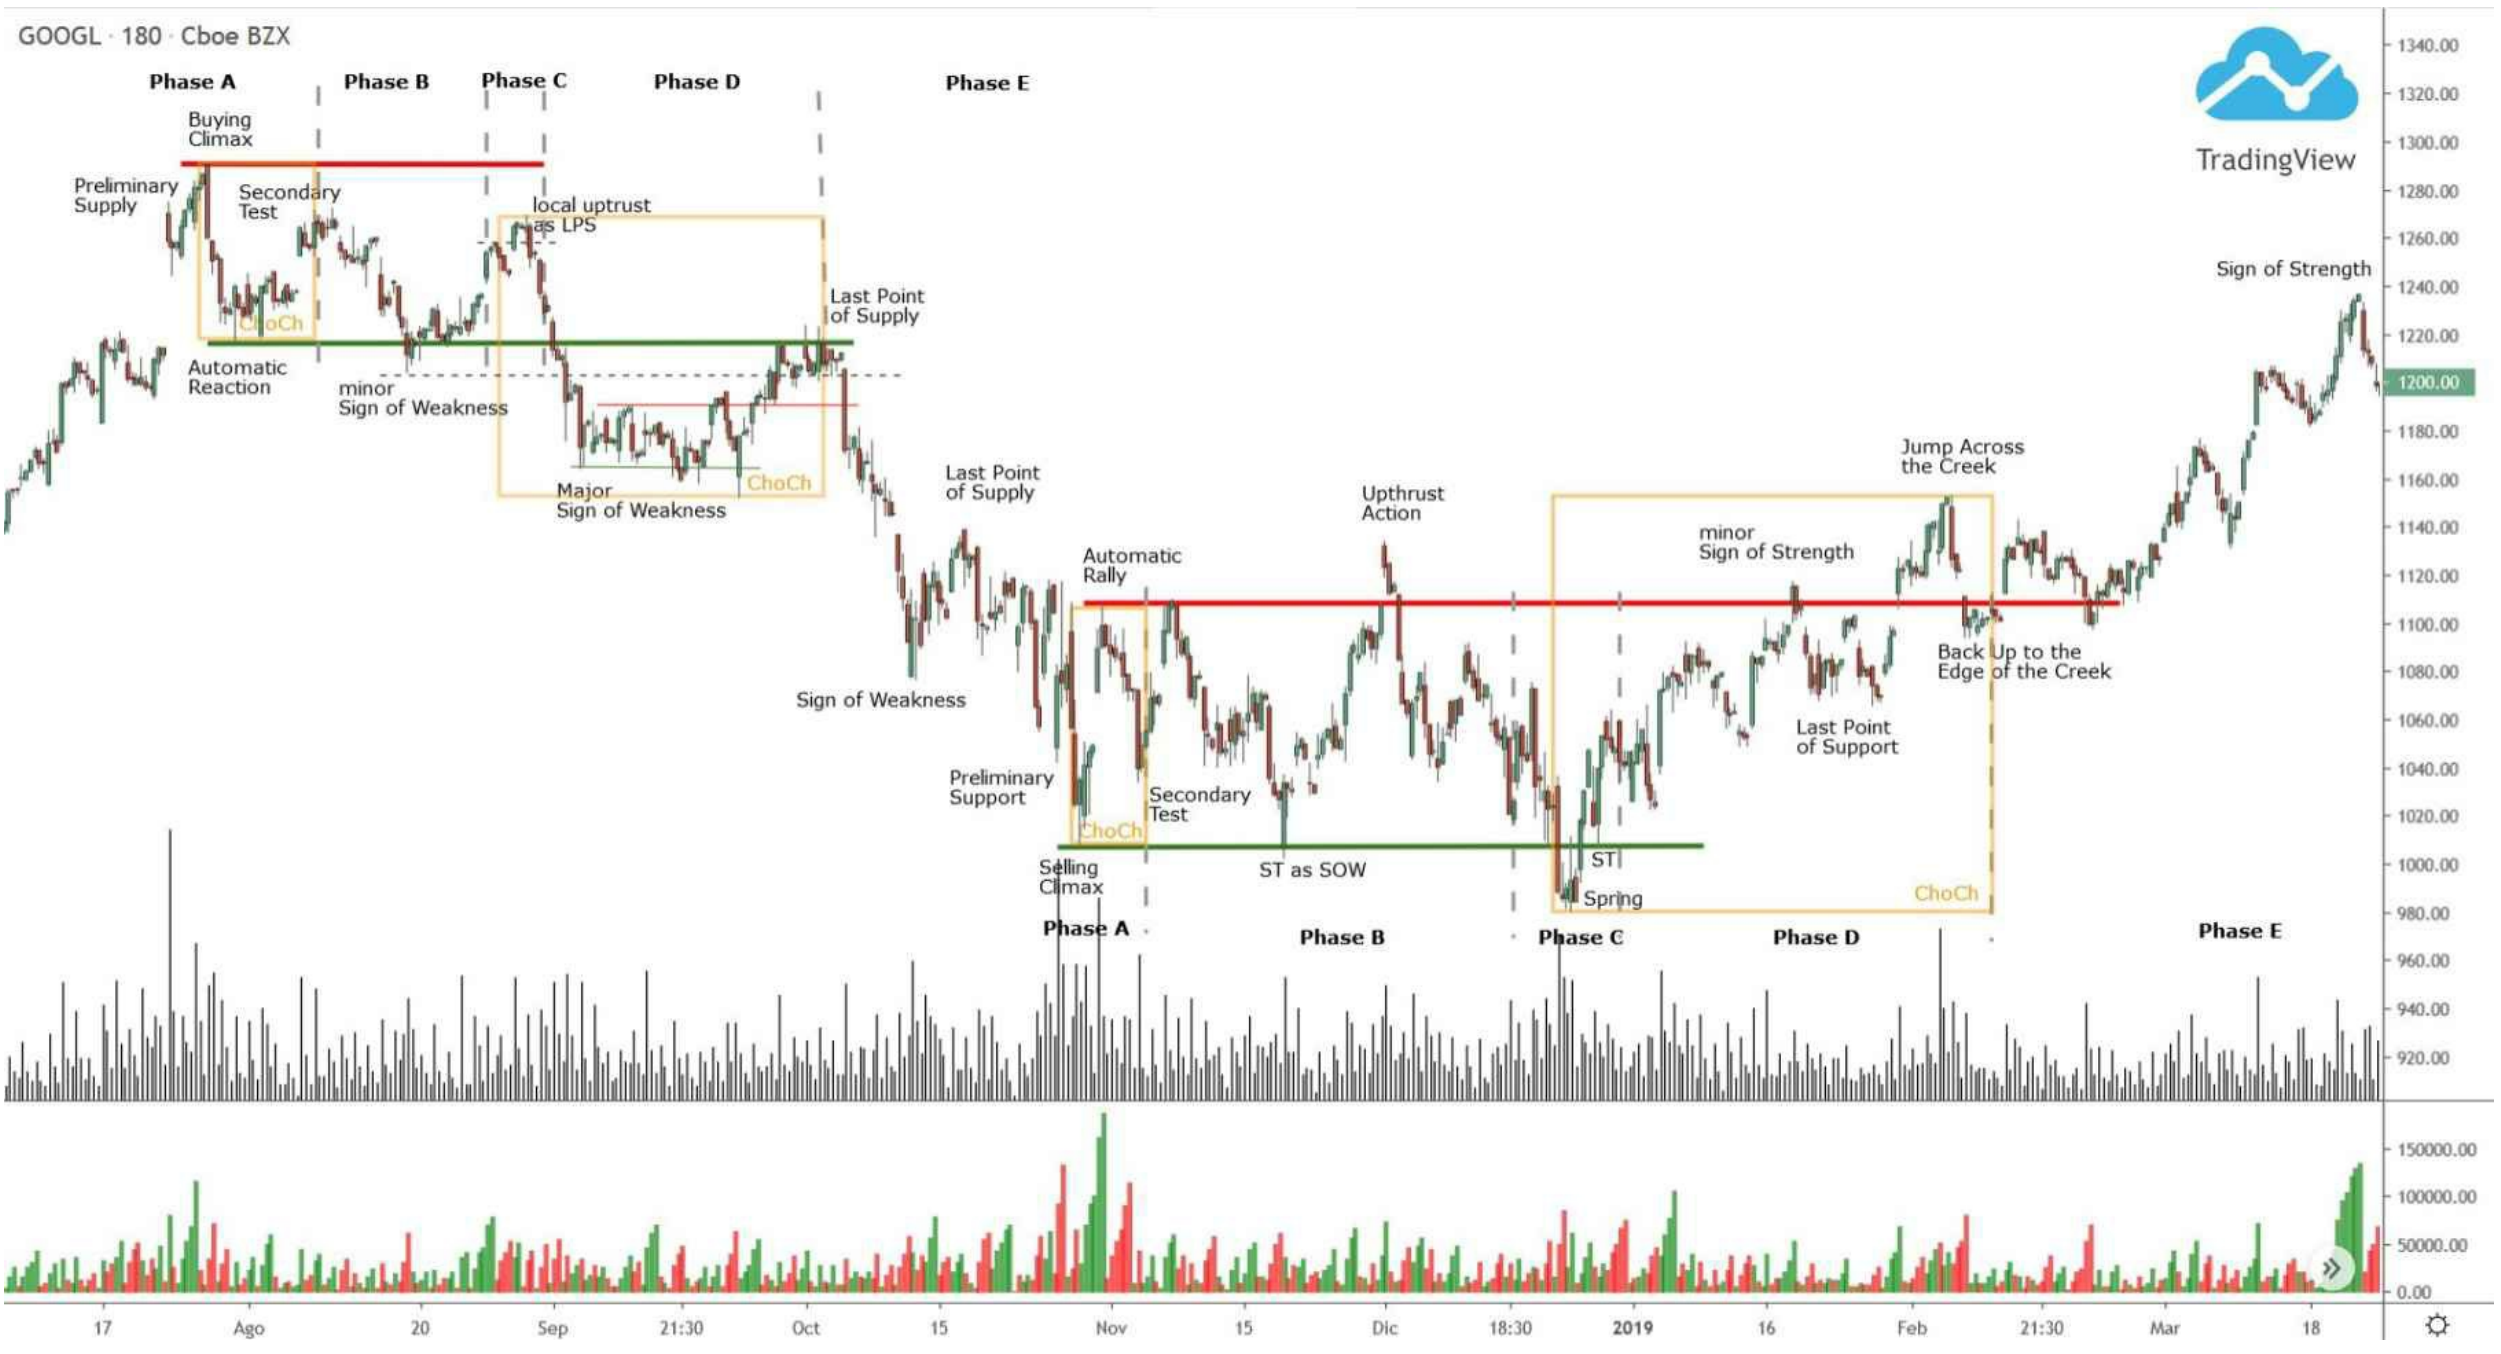 GOOGL · 180 · Cboe BZX
Phase A
Phase B
Phase C
Phase D
Phase E
Buying
Climax
Preliminary
Supply
Secondary
Test
ChoCh
Automatic
Reaction
minor
Sign of Weakness
local uptrust
as LPS
Last Point
of Supply
Major
Sign of Weakness
ChoCh
Last Point
of Supply
Sign of Weakness
Automatic
Rally
Preliminary
Support
ChoCh
Secondary
Test
Selling
Climax
ST as SOW
Upthrust
Action
ST
Spring
minor
Sign of Strength
Last Point
of Support
Jump Across
the Creek
Back Up to the
Edge of the Creek
ChoCh
Sign of Strength
Phase A
Phase B
Phase C
Phase D
Phase E
TradingView
1340.00
1320.00
1300.00
1280.00
1260.00
1240.00
1220.00
1200.00
1180.00
1160.00
1140.00
1120.00
1100.00
1080.00
1060.00
1040.00
1020.00
1000.00
980.00
960.00
940.00
920.00
150000.00
100000.00
50000.00
0.00
17
Ago
20
Sep
21:30
Oct
15
Nov
15
Dic
18:30
2019
16
Feb
21:30
Mar
18